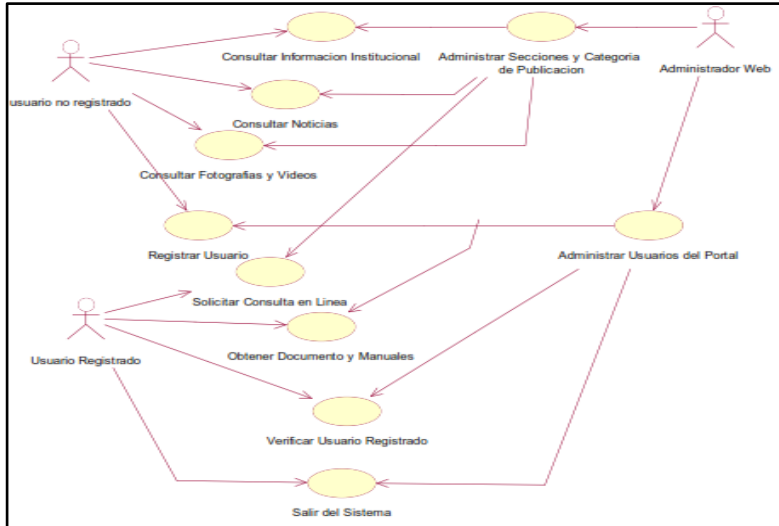 Consultar Informacion Institucional
Administrar Secciones y Categoria
de Publicacion
Administrador Web
usuario no registrado
Consultar Noticias
Consultar Fotografias y Videos
Registrar Usuario
Administrar Usuarios del Portal
Solicitar Consulta en Linea
Obtener Documento y Manuales
Usuario Registrado
Verificar Usuario Registrado
Salir del Sistema